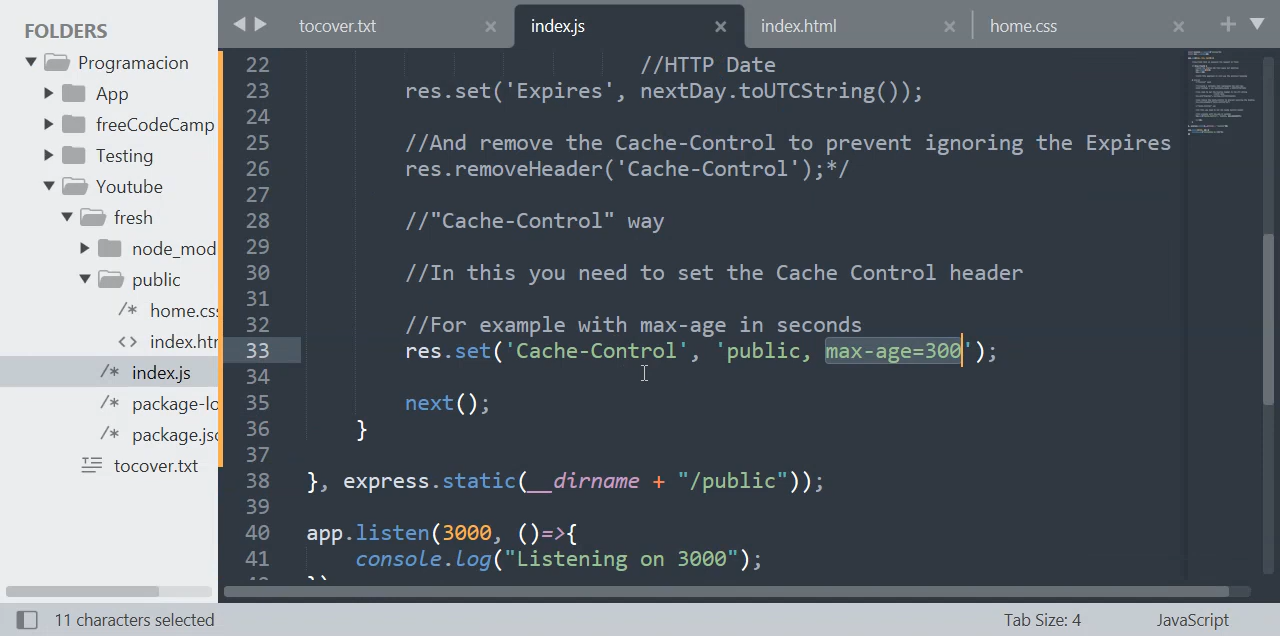 FOLDERS
Programacion
App
freeCodeCamp
Testing
Youtube
fresh
node_mod
public
/* home.cs
<> index.htr
/* index.js
/* package-lo
/* package.jsc
tocover.txt
tocover.txt × index.js × index.html × home.css × +
22 //HTTP Date
23 res.set('Expires', nextDay.toUTCString());
24
25 //And remove the Cache-Control to prevent ignoring the Expires
26 res.removeHeader('Cache-Control');*/
27
28 //"Cache-Control" way
29
30 //In this you need to set the Cache Control header
31
32 //For example with max-age in seconds
33 res.set('Cache-Control', 'public, max-age=300');
34
35 next();
36 }
37
38 }, express.static(__dirname + "/public"));
39
40 app.listen(3000, ()=>{
41 console.log("Listening on 3000");
11 characters selected
Tab Size: 4
JavaScript